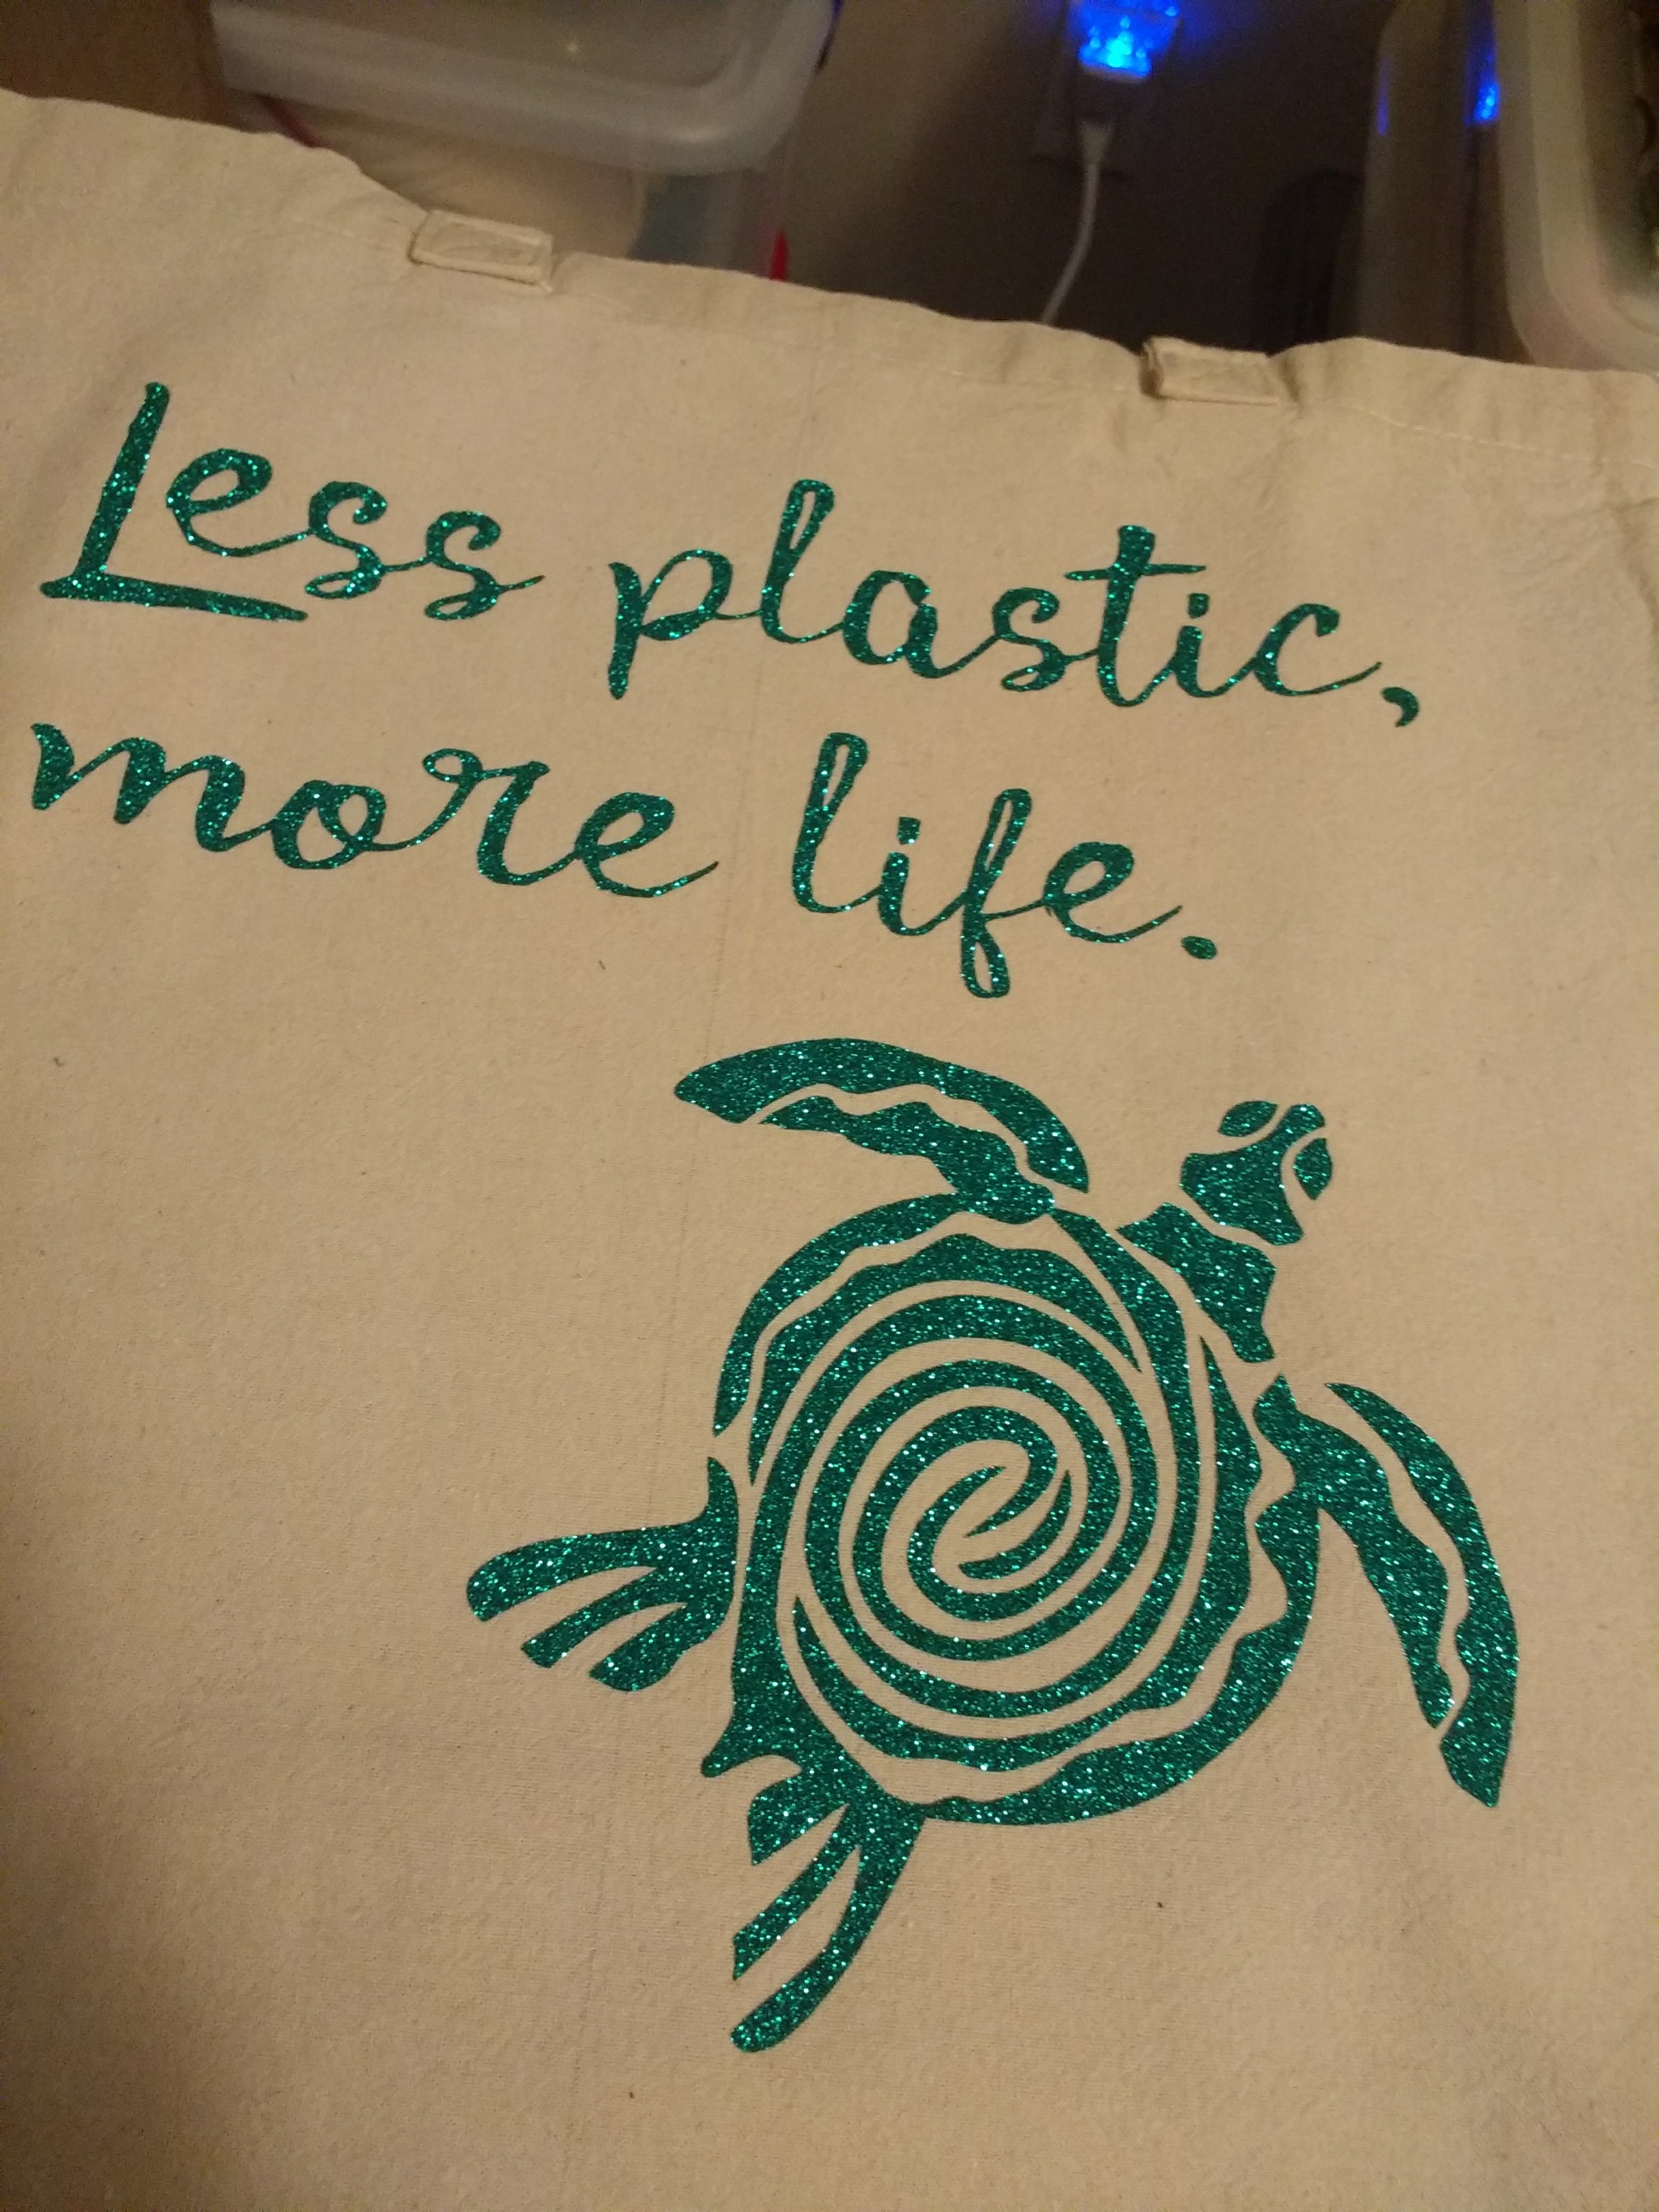 Less plastic,
more life.